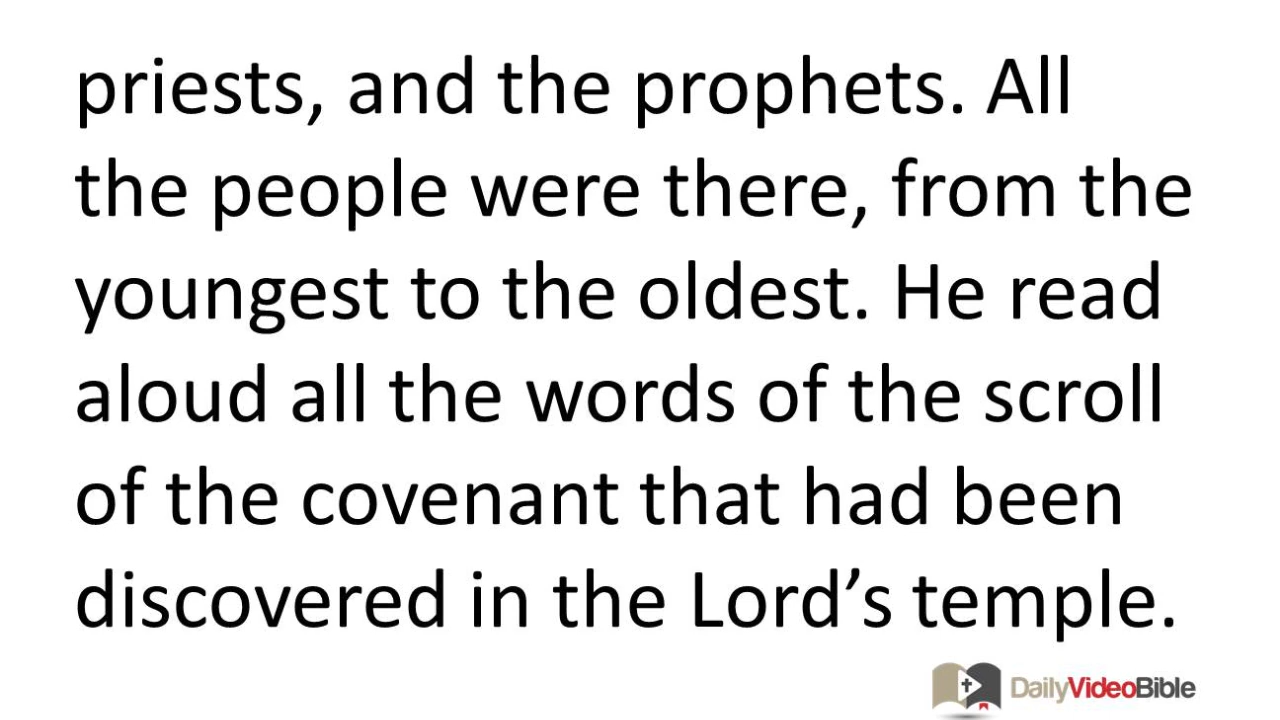 priests, and the prophets. All
the people were there, from the
youngest to the oldest. He read
aloud all the words of the scroll
of the covenant that had been
discovered in the Lord’s temple.
DailyVideoBible